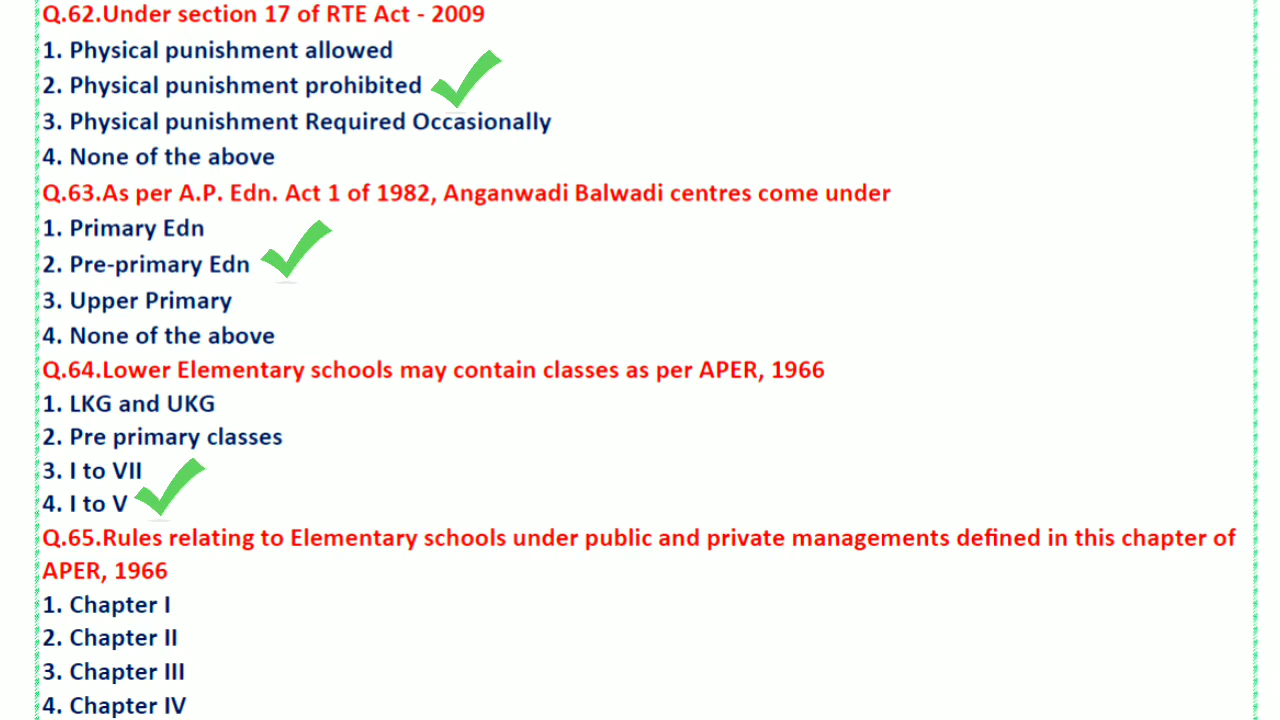 Q.62.Under section 17 of RTE Act - 2009
1. Physical punishment allowed
2. Physical punishment prohibited
3. Physical punishment Required Occasionally
4. None of the above
Q.63.As per A.P. Edn. Act 1 of 1982, Anganwadi Balwadi centres come under
1. Primary Edn
2. Pre-primary Edn
3. Upper Primary
4. None of the above
Q.64.Lower Elementary schools may contain classes as per APER, 1966
1. LKG and UKG
2. Pre primary classes
3. I to VII
4. I to V
Q.65.Rules relating to Elementary schools under public and private managements defined in this chapter of
APER, 1966
1. Chapter I
2. Chapter II
3. Chapter III
4. Chapter IV